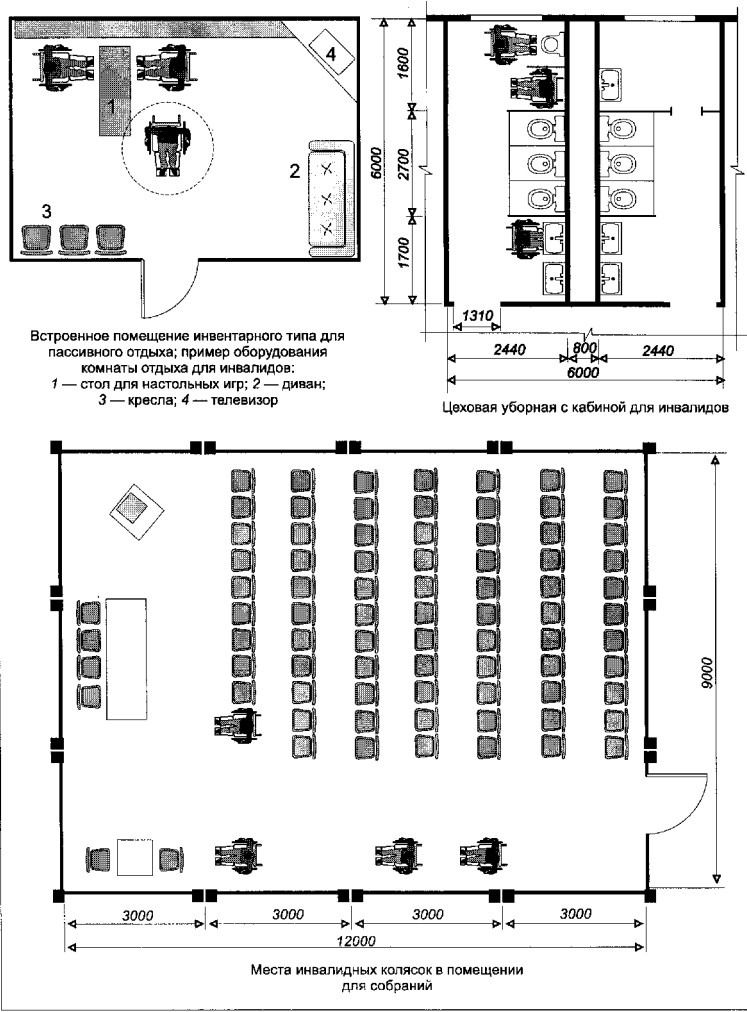 4
1
2
3
Встроенное помещение инвентарного типа для
пассивного отдыха; пример оборудования
комнаты отдыха для инвалидов:
1 — стол для настольных игр; 2 — диван;
3 — кресла; 4 — телевизор
1600
6000
2700
1700
1310
2440
800
2440
6000
Цеховая уборная с кабиной для инвалидов
9000
3000
3000
3000
3000
12000
Места инвалидных колясок в помещении
для собраний